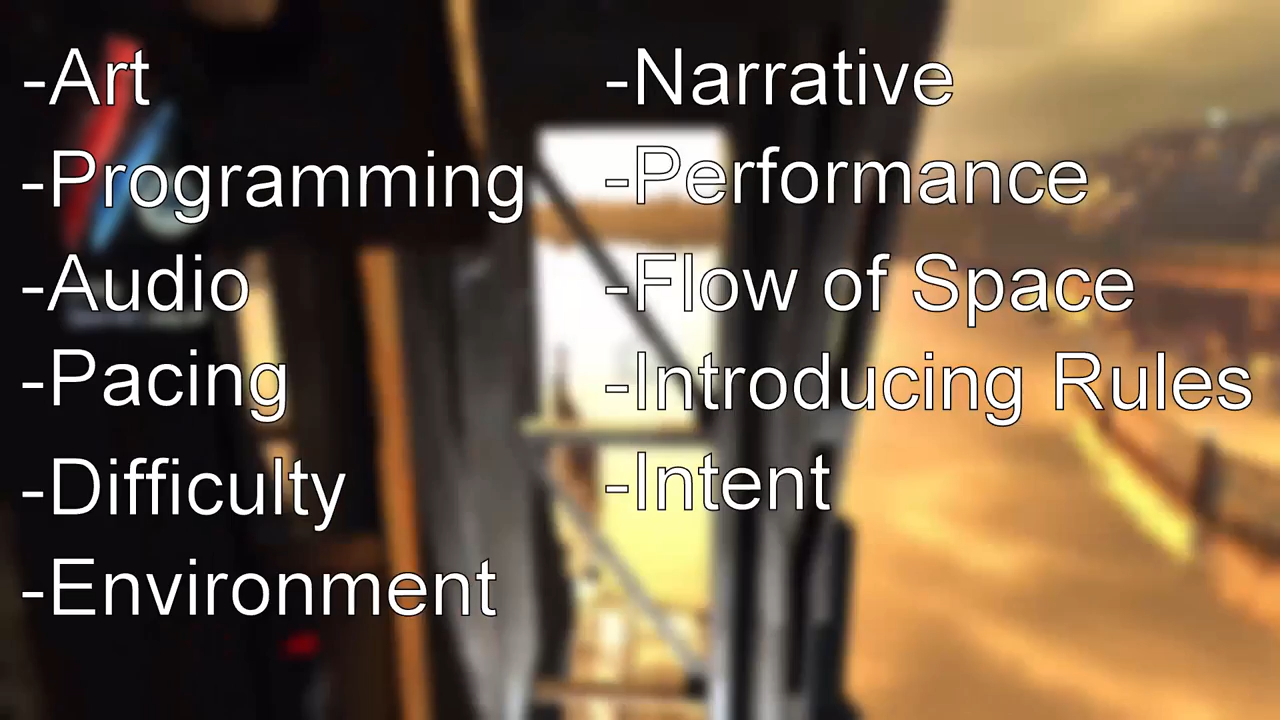 -Art
-Programming
-Audio
-Pacing
-Difficulty
-Environment
-Narrative
-Performance
-Flow of Space
-Introducing Rules
-Intent